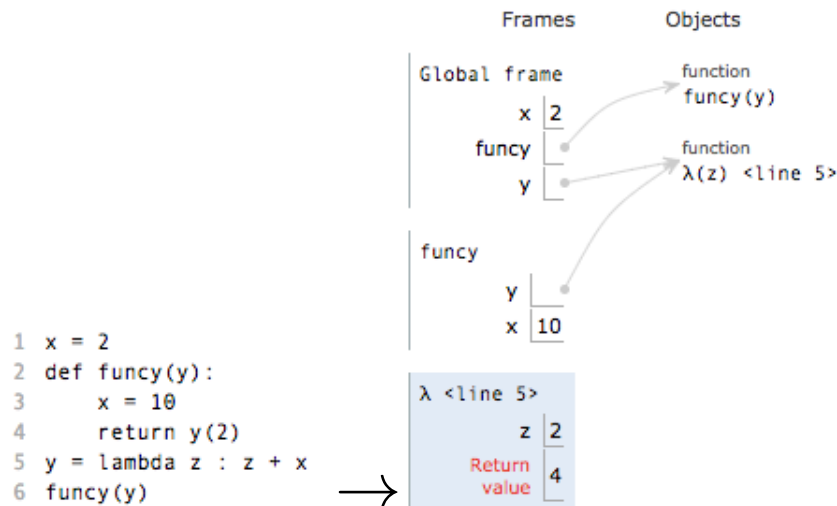 Frames Objects
Global frame
function
funcy(y)
x 2
funcy
function
λ(z) <line 5>
y
funcy
y
x 10
1 x = 2
2 def funcy(y):
3 x = 10
4 return y(2)
5 y = lambda z : z + x
6 funcy(y)
λ <line 5>
z 2
Return
value 4